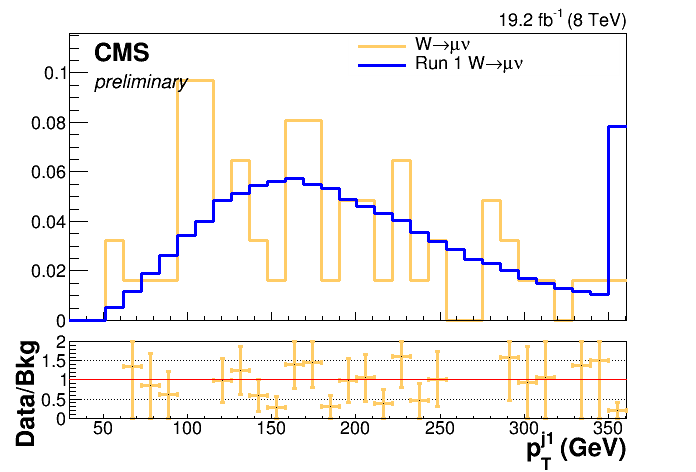 19.2 fb⁻¹ (8 TeV)
CMS
preliminary
W→μν
Run 1 W→μν
0.1
0.08
0.06
0.04
0.02
0
Data/Bkg
2
1.5
1
0.5
0
50 100 150 200 250 300 350
p_T^j1 (GeV)